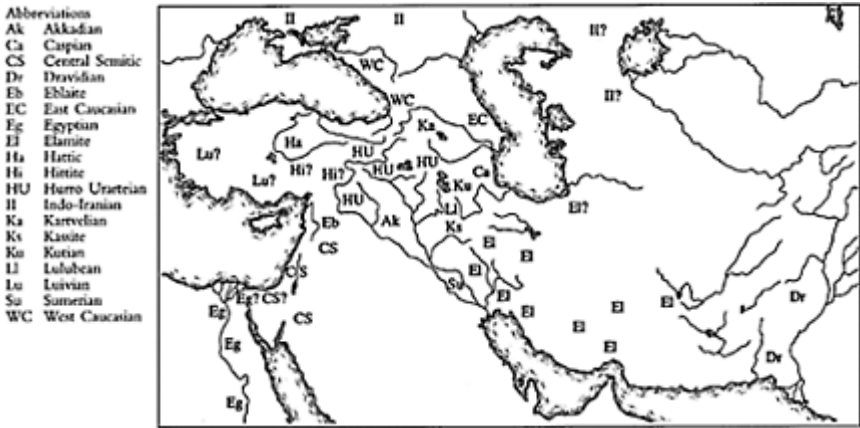 Abbreviations
Ak Akkadian
Ca Caspian
CS Central Semitic
Dr Dravidian
Eb Eblaite
EC East Caucasian
Eg Egyptian
El Elamite
Ha Hattic
Hi Hittite
HU Hurro Urarteian
II Indo-Iranian
Ka Kartvelian
Ks Kassite
Ku Kutian
Ll Lulubean
Lu Luivian
Su Sumerian
WC West Caucasian
II II II?
WC
II?
WC
EC
Ka
Ha
Lu? HU HU HU Ca
Hi? Hi?
Lu? Ku
HU El?
Ll
Eb Ak Ks
CS El El
CS El
Su
Eg? CS? El El El Dr
Eg CS El El
Eg El Dr
Eg